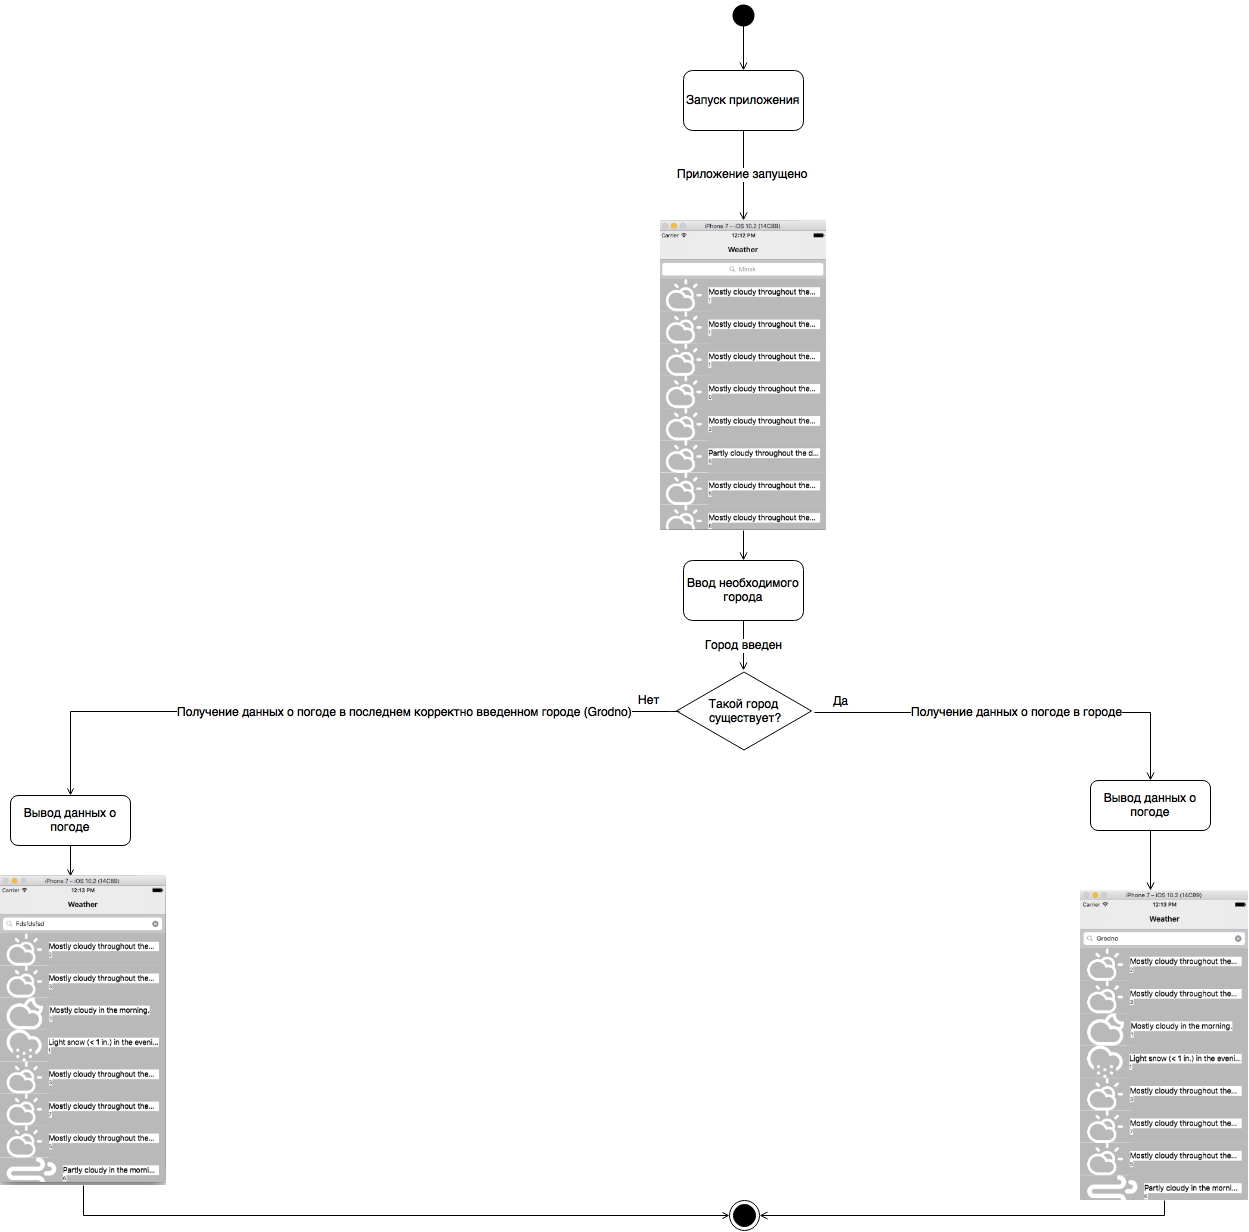 Запуск приложения
Приложение запущено
iPhone 7 – iOS 10.2 (14C89)
Carrier 12:12 PM
Weather
Minsk
Mostly cloudy throughout the...
Mostly cloudy throughout the...
Mostly cloudy throughout the...
Mostly cloudy throughout the...
Mostly cloudy throughout the...
Partly cloudy throughout the d...
Mostly cloudy throughout the...
Mostly cloudy throughout the...
Ввод необходимого
города
Город введен
Такой город
существует?
Нет
Получение данных о погоде в последнем корректно введенном городе (Grodno)
Да
Получение данных о погоде в городе
Вывод данных о
погоде
iPhone 7 – iOS 10.2 (14C89)
Carrier 12:13 PM
Weather
Fdsfdsfsd
Mostly cloudy throughout the...
Mostly cloudy throughout the...
Mostly cloudy in the morning.
Light snow (< 1 in.) in the eveni...
1
Mostly cloudy throughout the...
Mostly cloudy throughout the...
Mostly cloudy throughout the...
Partly cloudy in the morni...
6
Вывод данных о
погоде
iPhone 7 – iOS 10.2 (14C89)
Carrier 12:13 PM
Weather
Grodno
Mostly cloudy throughout the...
Mostly cloudy throughout the...
3
Mostly cloudy in the morning.
Light snow (< 1 in.) in the eveni...
1
Mostly cloudy throughout the...
Mostly cloudy throughout the...
Mostly cloudy throughout the...
Partly cloudy in the morni...
6